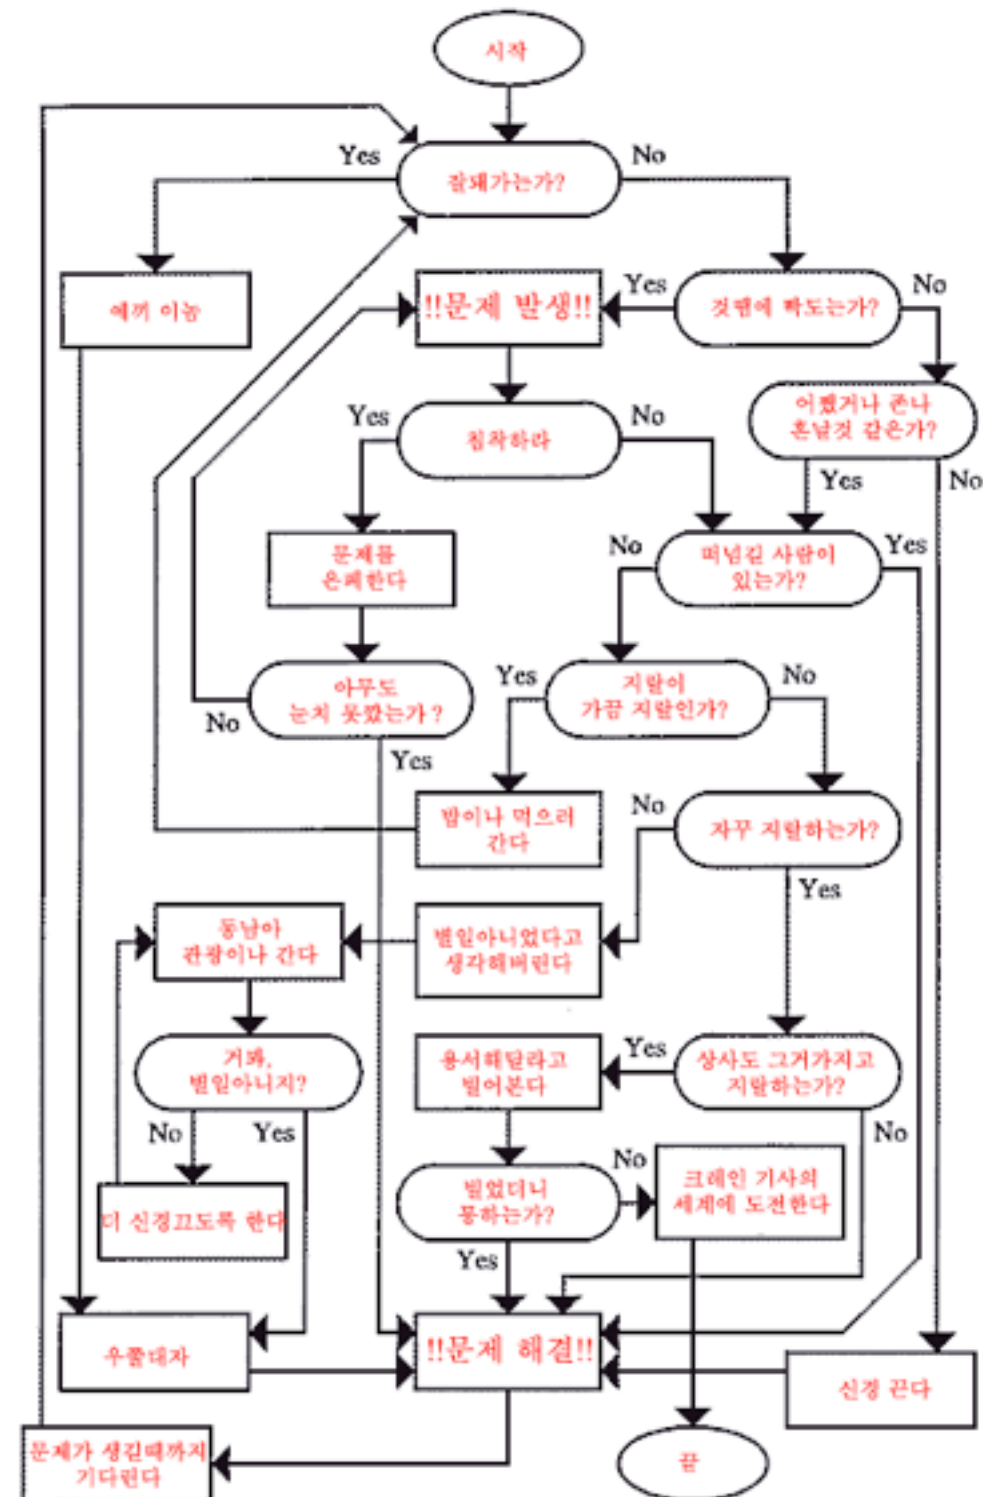 시작
Yes
잘돼가는가?
No
예끼 이놈
!!문제 발생!!
Yes
것땜에 빡도는가?
No
어쨌거나 존나
혼날것 같은가?
Yes
침착하라
No
Yes
No
문제를
은폐한다
No
떠넘길 사람이
있는가?
Yes
아무도
눈치 못깠는가?
No
Yes
Yes
지랄이
가끔 지랄인가?
No
밥이나 먹으러
간다
No
자꾸 지랄하는가?
Yes
동남아
관광이나 간다
별일아니었다고
생각해버린다
거봐,
별일아니지?
No
Yes
용서해달라고
빌어본다
Yes
상사도 그거가지고
지랄하는가?
No
더 신경끄도록 한다
빌었더니
통하는가?
No
Yes
크레인 기사의
세계에 도전한다
우쭐대자
!!문제 해결!!
신경 끈다
문제가 생길때까지
기다린다
끝